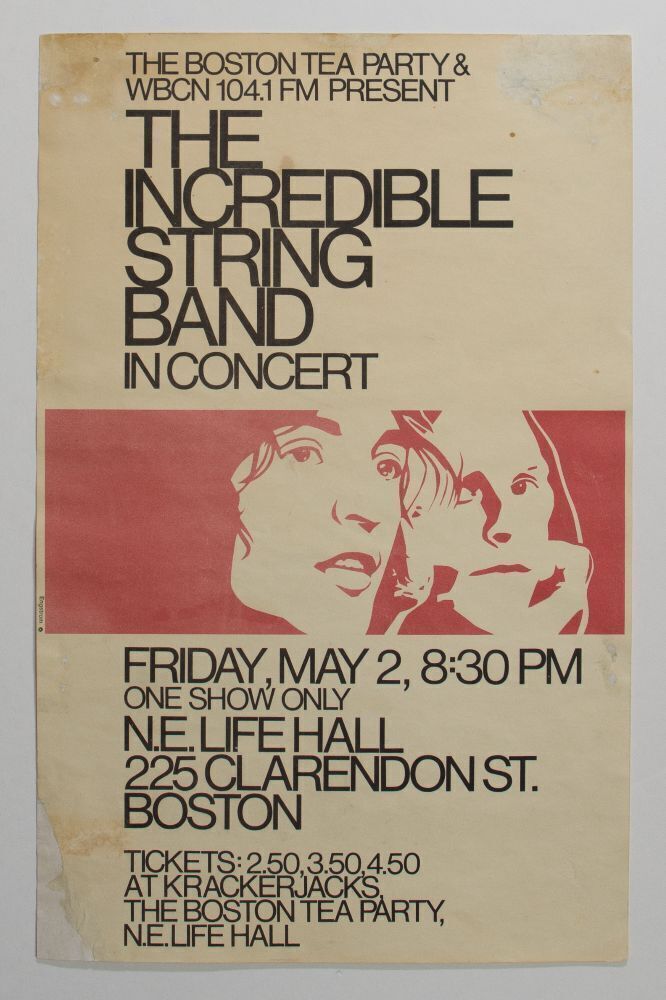 THE BOSTON TEA PARTY &
WBCN 104.1 FM PRESENT
THE
INCREDIBLE
STRING
BAND
IN CONCERT
Engstrom
FRIDAY, MAY 2, 8:30 PM
ONE SHOW ONLY
N.E. LIFE HALL
225 CLARENDON ST.
BOSTON
TICKETS: 2.50, 3.50, 4.50
AT KRACKERJACKS,
THE BOSTON TEA PARTY,
N.E. LIFE HALL